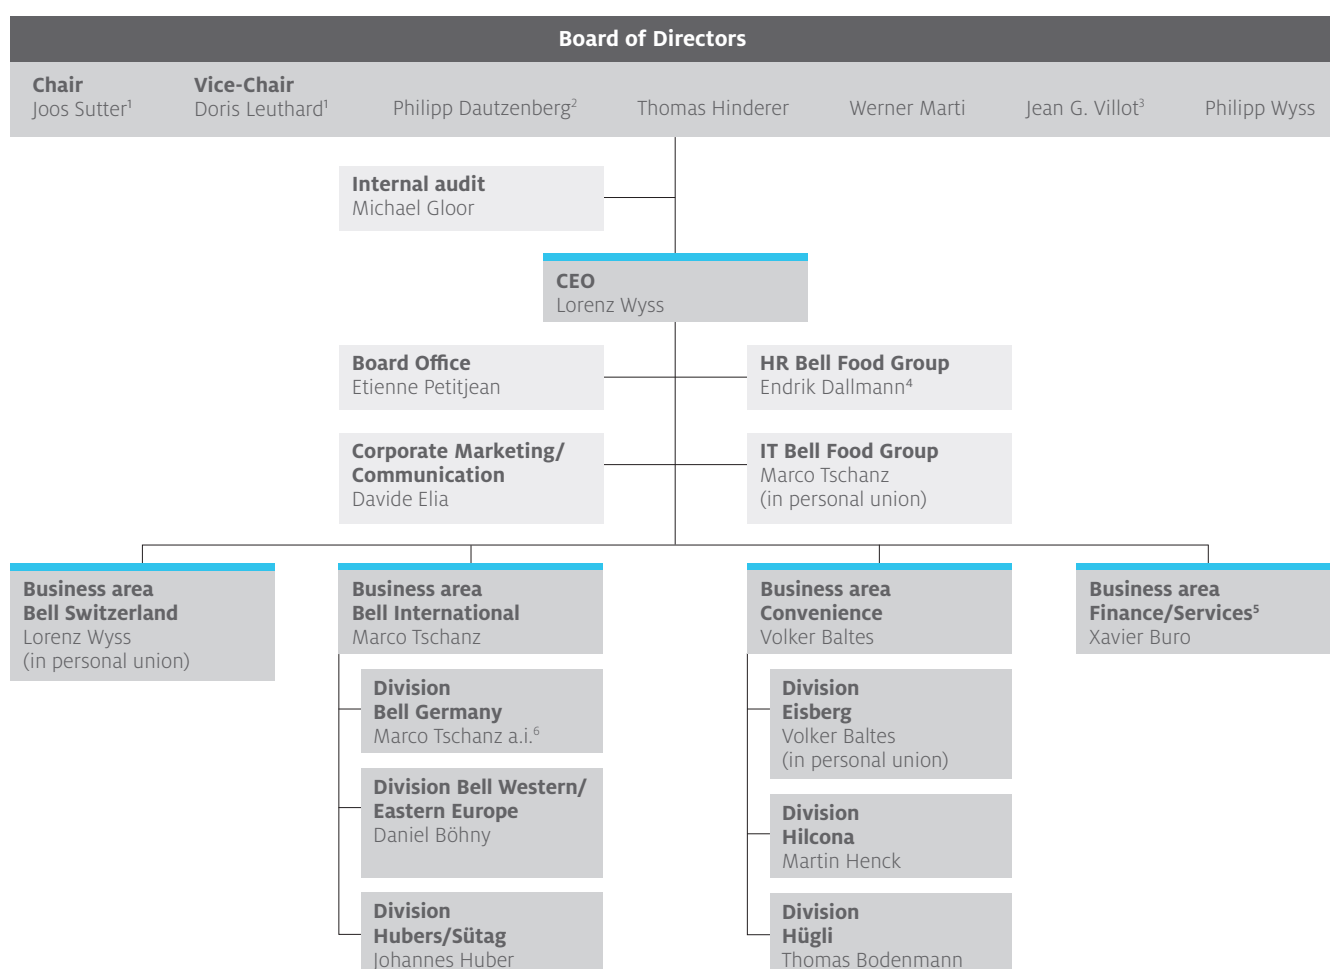 Board of Directors
Chair
Joos Sutter¹
Vice-Chair
Doris Leuthard¹
Philipp Dautzenberg²
Thomas Hinderer
Werner Marti
Jean G. Villot³
Philipp Wyss
Internal audit
Michael Gloor
CEO
Lorenz Wyss
Board Office
Etienne Petitjean
HR Bell Food Group
Endrik Dallmann⁴
Corporate Marketing/
Communication
Davide Elia
IT Bell Food Group
Marco Tschanz
(in personal union)
Business area
Bell Switzerland
Lorenz Wyss
(in personal union)
Business area
Bell International
Marco Tschanz
Division
Bell Germany
Marco Tschanz a.i.⁶
Division Bell Western/
Eastern Europe
Daniel Böhny
Division
Hubers/Sütag
Johannes Huber
Business area
Convenience
Volker Baltes
Division
Eisberg
Volker Baltes
(in personal union)
Division
Hilcona
Martin Henck
Division
Hügli
Thomas Bodenmann
Business area
Finance/Services⁵
Xavier Buro